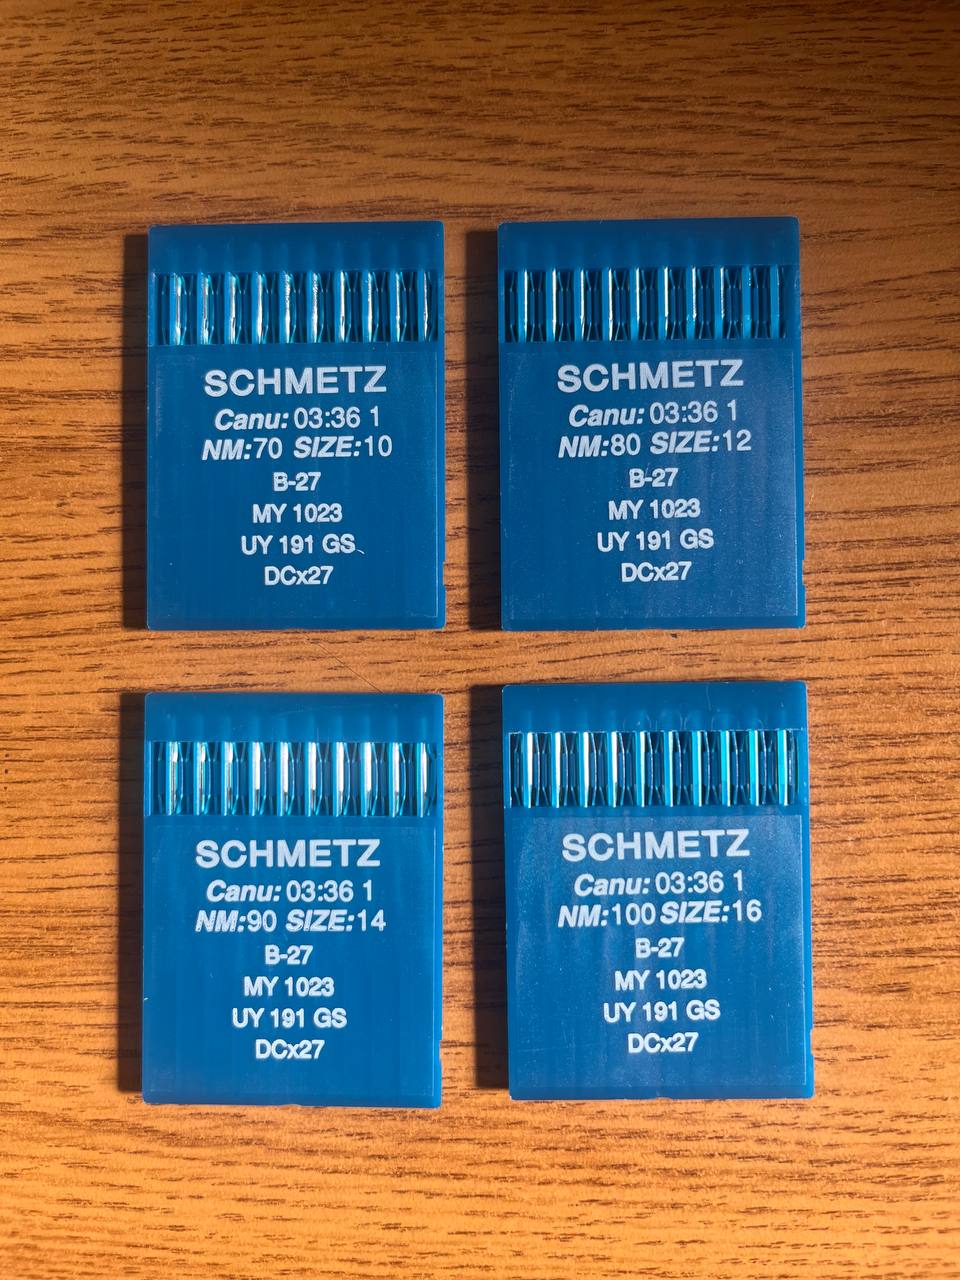 SCHMETZ
Canu: 03:36 1
NM:70 SIZE:10
B-27
MY 1023
UY 191 GS
DCx27
SCHMETZ
Canu: 03:36 1
NM:80 SIZE:12
B-27
MY 1023
UY 191 GS
DCx27
SCHMETZ
Canu: 03:36 1
NM:90 SIZE:14
B-27
MY 1023
UY 191 GS
DCx27
SCHMETZ
Canu: 03:36 1
NM:100 SIZE:16
B-27
MY 1023
UY 191 GS
DCx27